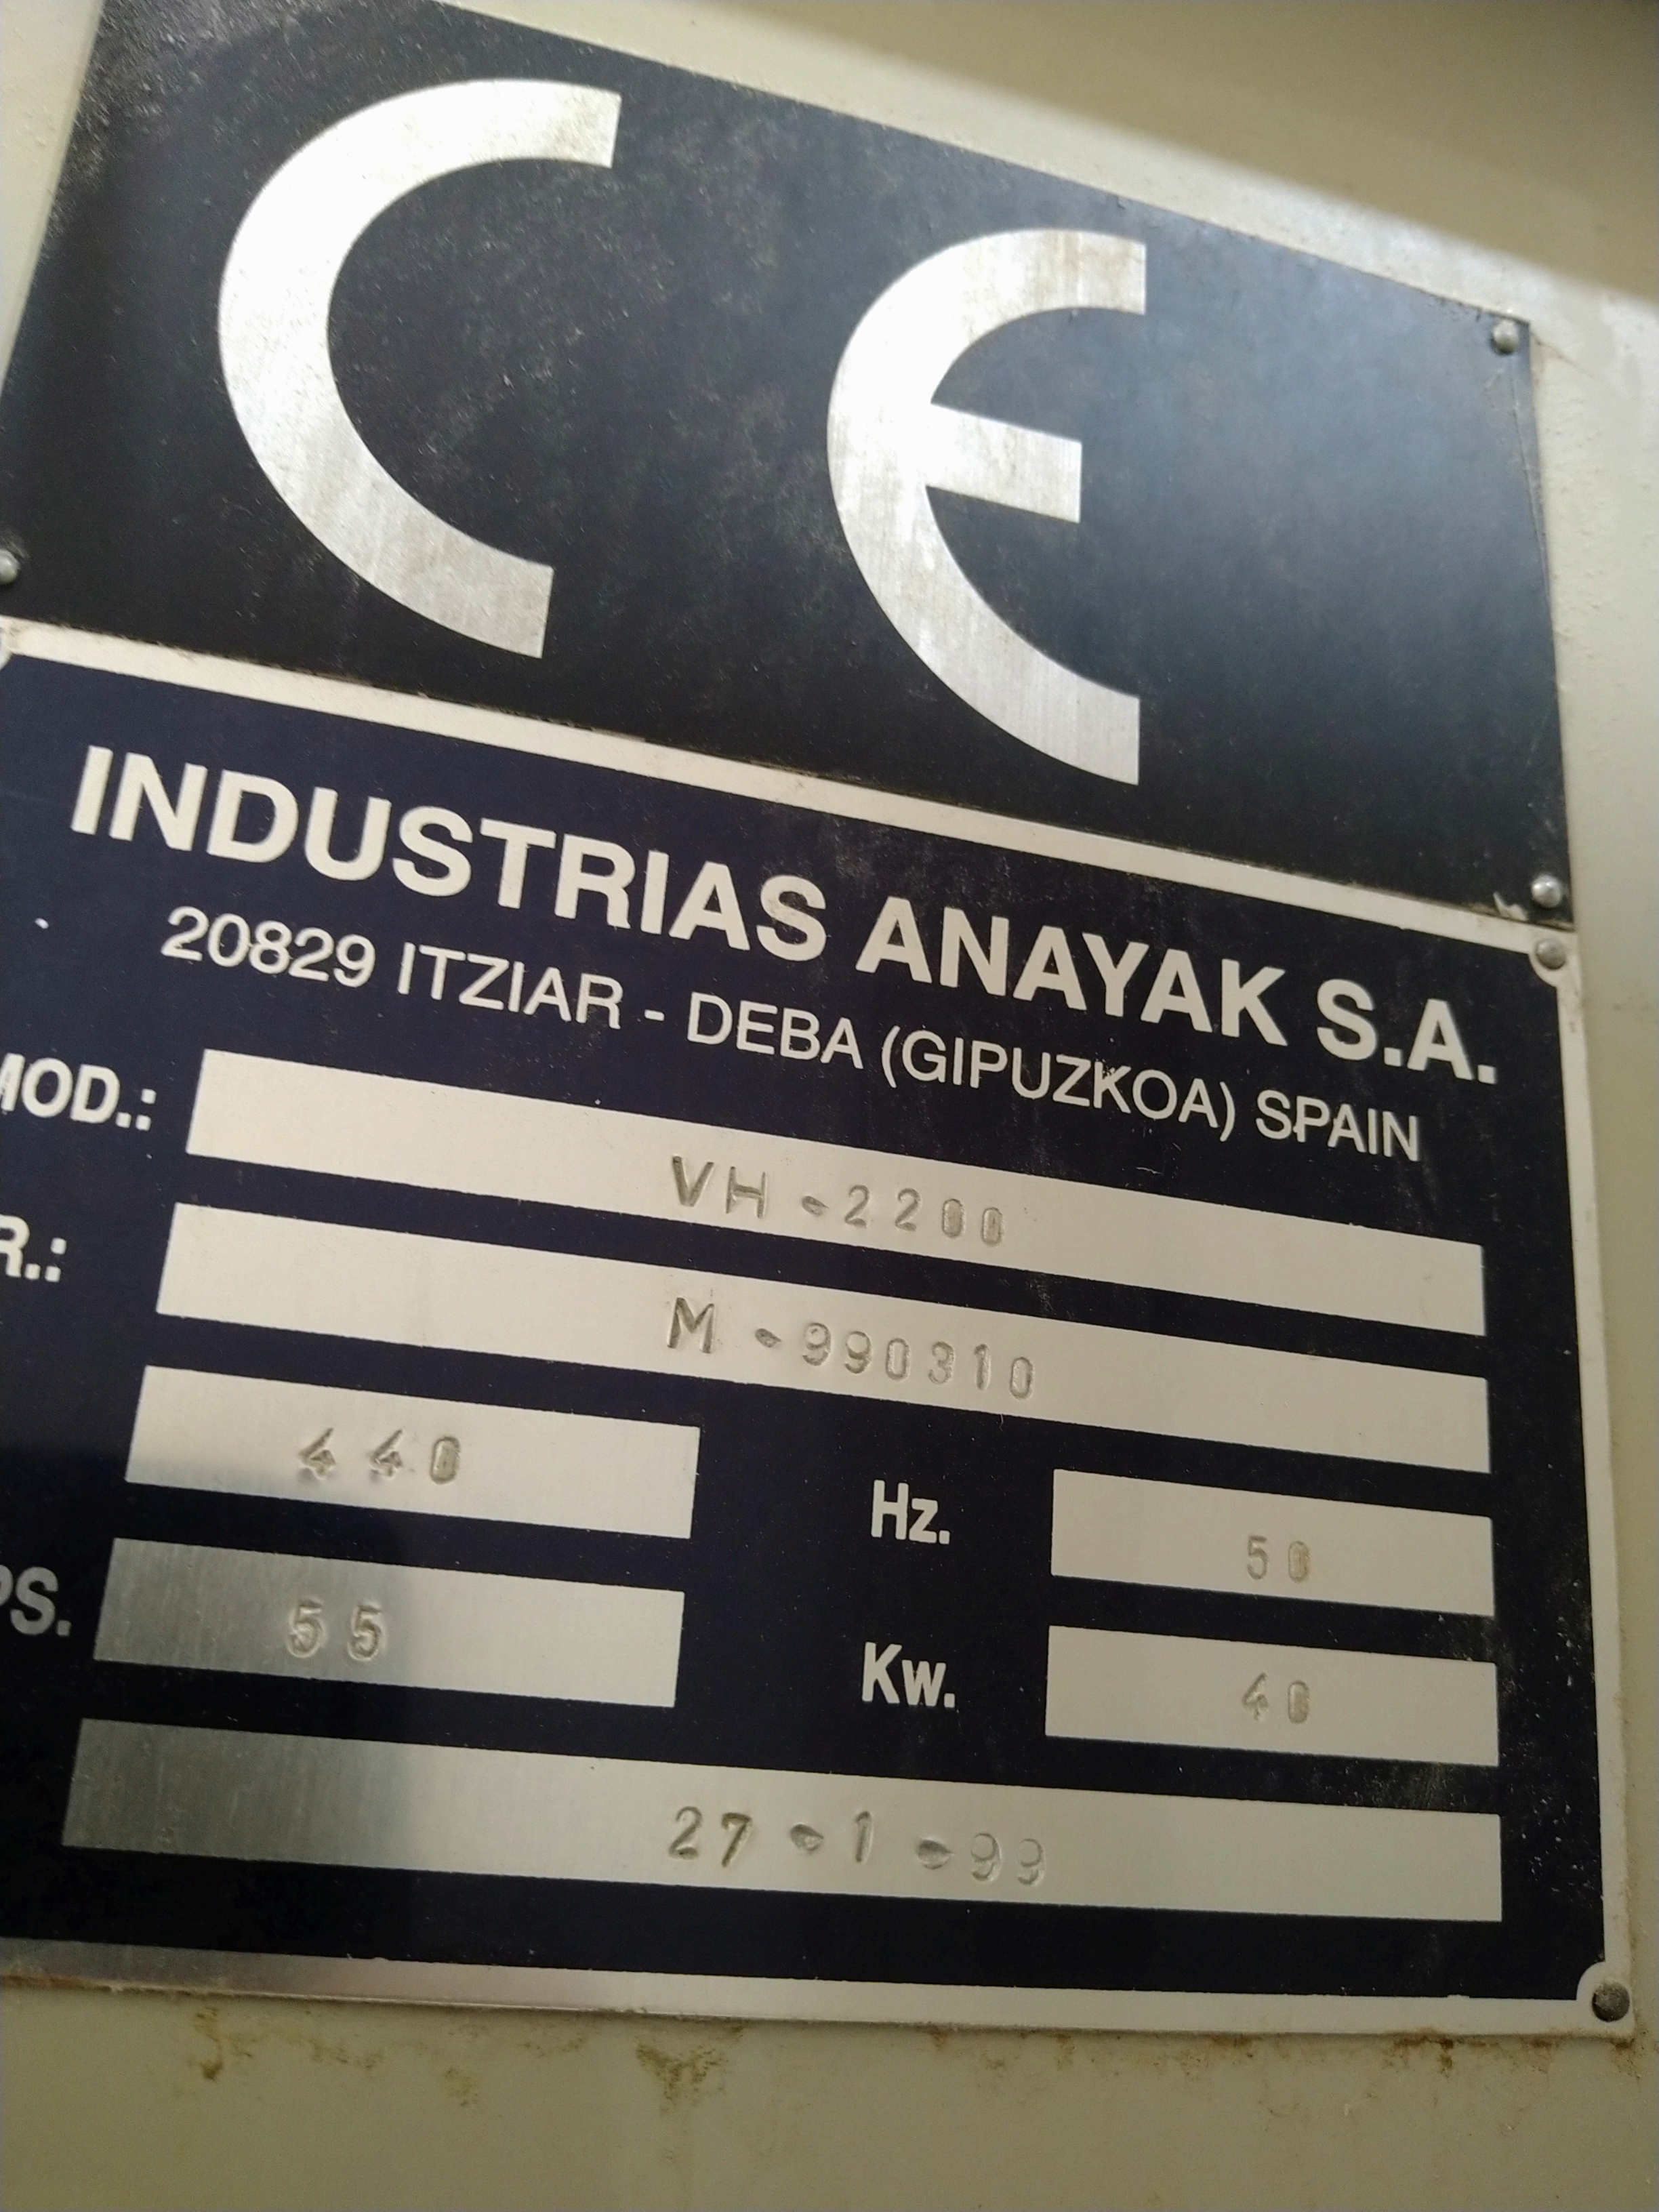 CE
INDUSTRIAS ANAYAK S.A.
20829 ITZIAR - DEBA (GIPUZKOA) SPAIN
MOD.: VH-2200
R.: M-990310
440 Hz. 50
PS. 55 Kw. 40
27-1-99